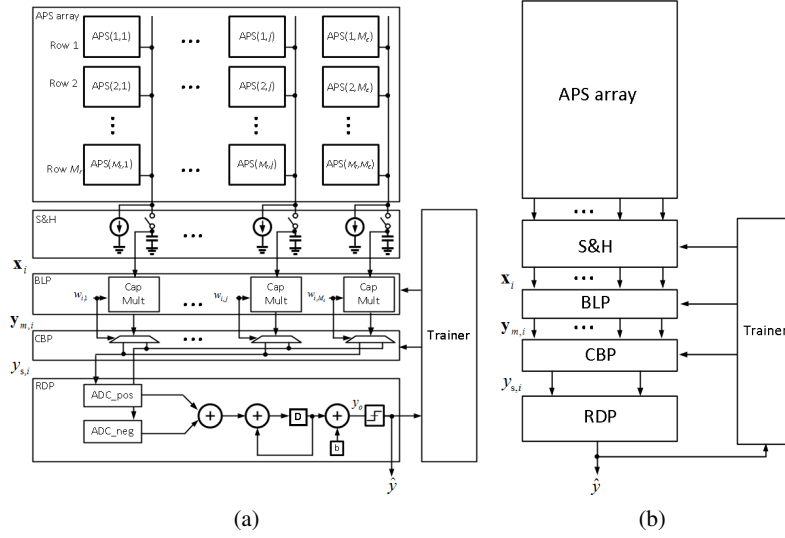 APS array
Row 1
APS(1,1)
...
APS(1,j)
APS(1,Mc)
Row 2
APS(2,1)
...
APS(2,j)
APS(2,Mc)
Row Mr
APS(Mr,1)
...
APS(Mr,j)
APS(Mr,Mc)
S&H
...
xi
BLP
wi,1
Cap Mult
...
wi,j
Cap Mult
wi,Mc
Cap Mult
ym,i
CBP
...
ys,i
RDP
ADC_pos
ADC_neg
+
+
D
+
b
yo
ŷ
Trainer
(a)
APS array
...
S&H
xi
...
BLP
ym,i
...
CBP
ys,i
RDP
ŷ
Trainer
(b)